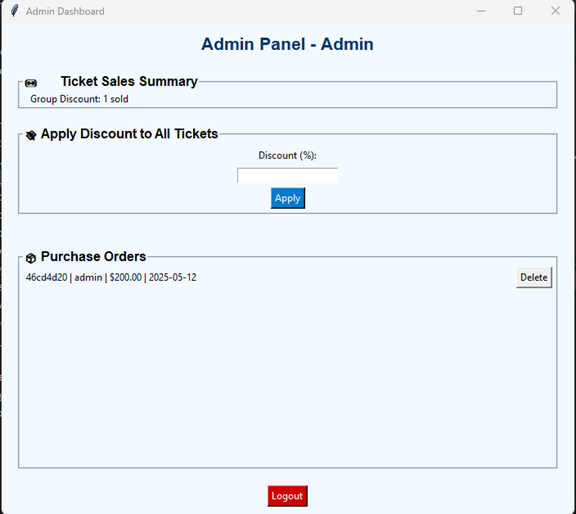 Admin Dashboard
Admin Panel - Admin
Ticket Sales Summary
Group Discount: 1 sold
Apply Discount to All Tickets
Discount (%):
Apply
Purchase Orders
46cd4d20 | admin | $200.00 | 2025-05-12
Delete
Logout